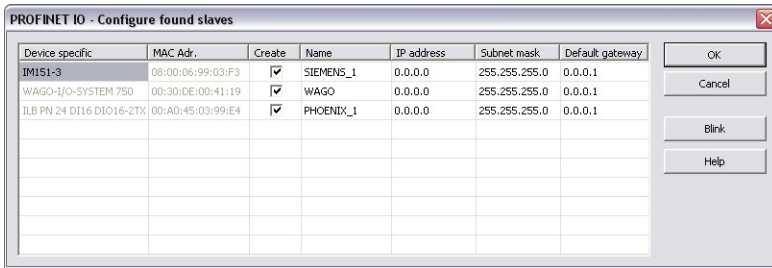 PROFINET IO - Configure found slaves
Device specific MAC Adr. Create Name IP address Subnet mask Default gateway
IM151-3 08:00:06:99:03:F3 SIEMENS_1 0.0.0.0 255.255.255.0 0.0.0.1
WAGO-I/O-SYSTEM 750 00:30:DE:00:41:19 WAGO 0.0.0.0 255.255.255.0 0.0.0.1
ILB PN 24 DI16 DIO16-2TX 00:A0:45:03:99:E4 PHOENIX_1 0.0.0.0 255.255.255.0 0.0.0.1
OK
Cancel
Blink
Help